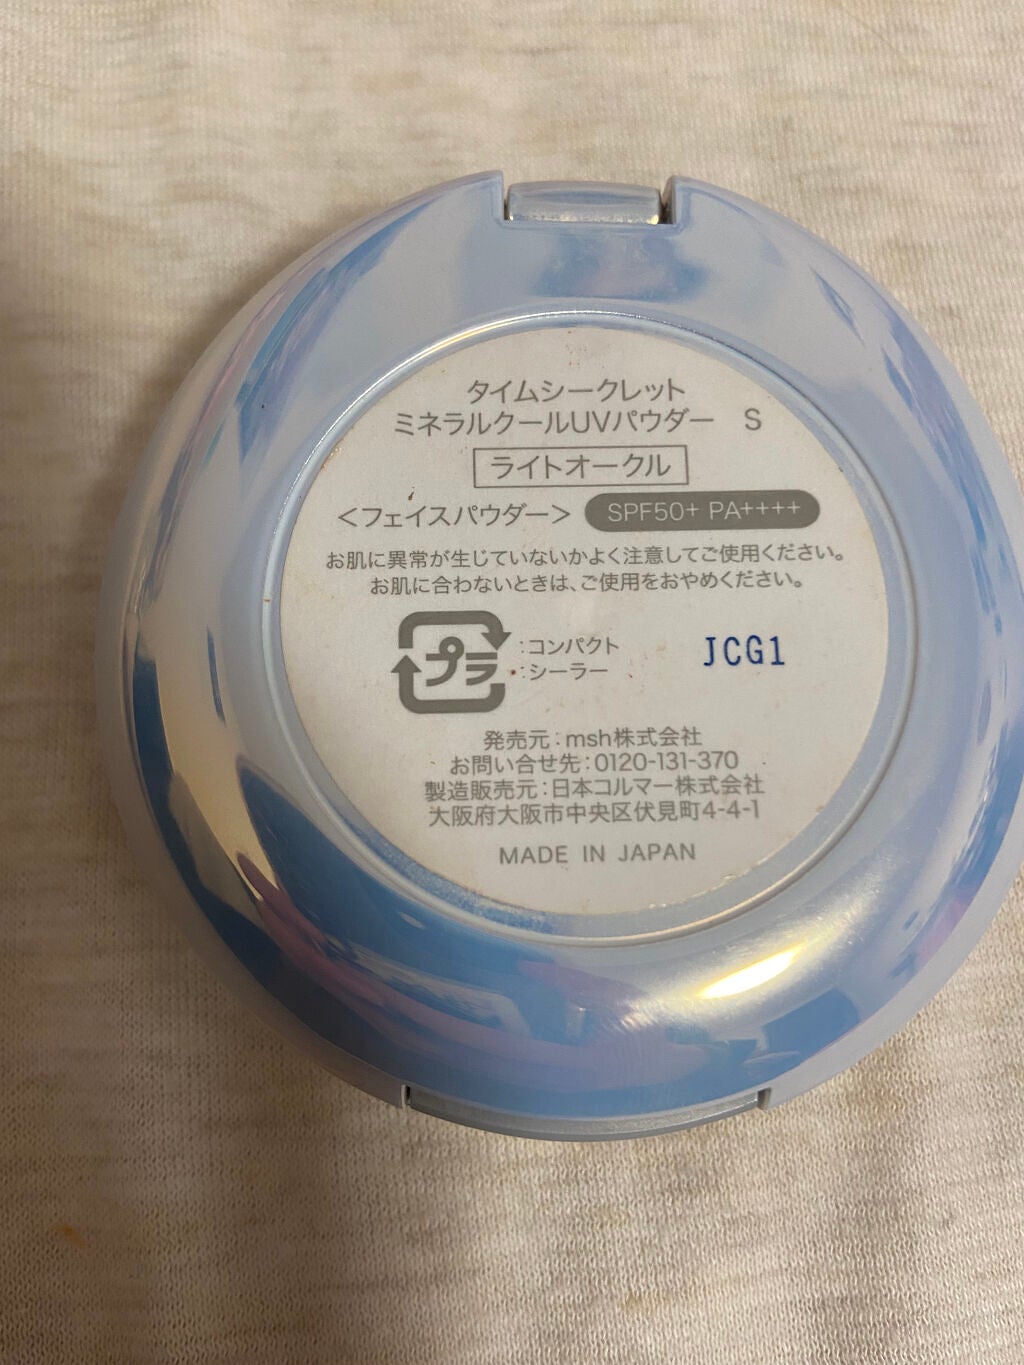 タイムシークレット
ミネラルクールUVパウダー S
ライトオークル
<フェイスパウダー> SPF50+ PA++++
お肌に異常が生じていないかよく注意してご使用ください。
お肌に合わないときは、ご使用をおやめください。
プラ
:コンパクト
:シーラー
JCG1
発売元:msh株式会社
お問い合せ先:0120-131-370
製造販売元:日本コルマー株式会社
大阪府大阪市中央区伏見町4-4-1
MADE IN JAPAN